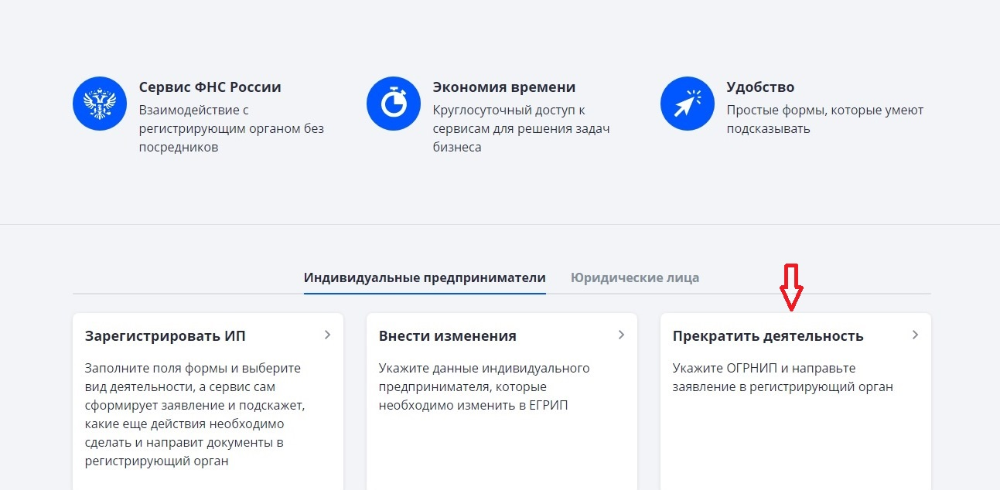 Сервис ФНС России
Взаимодействие с
регистрирующим органом без
посредников
Экономия времени
Круглосуточный доступ к
сервисам для решения задач
бизнеса
Удобство
Простые формы, которые умеют
подсказывать
Индивидуальные предприниматели
Юридические лица
Зарегистрировать ИП
Заполните поля формы и выберите
вид деятельности, а сервис сам
сформирует заявление и подскажет,
какие еще действия необходимо
сделать и направит документы в
регистрирующий орган
Внести изменения
Укажите данные индивидуального
предпринимателя, которые
необходимо изменить в ЕГРИП
Прекратить деятельность
Укажите ОГРНИП и направьте
заявление в регистрирующий орган